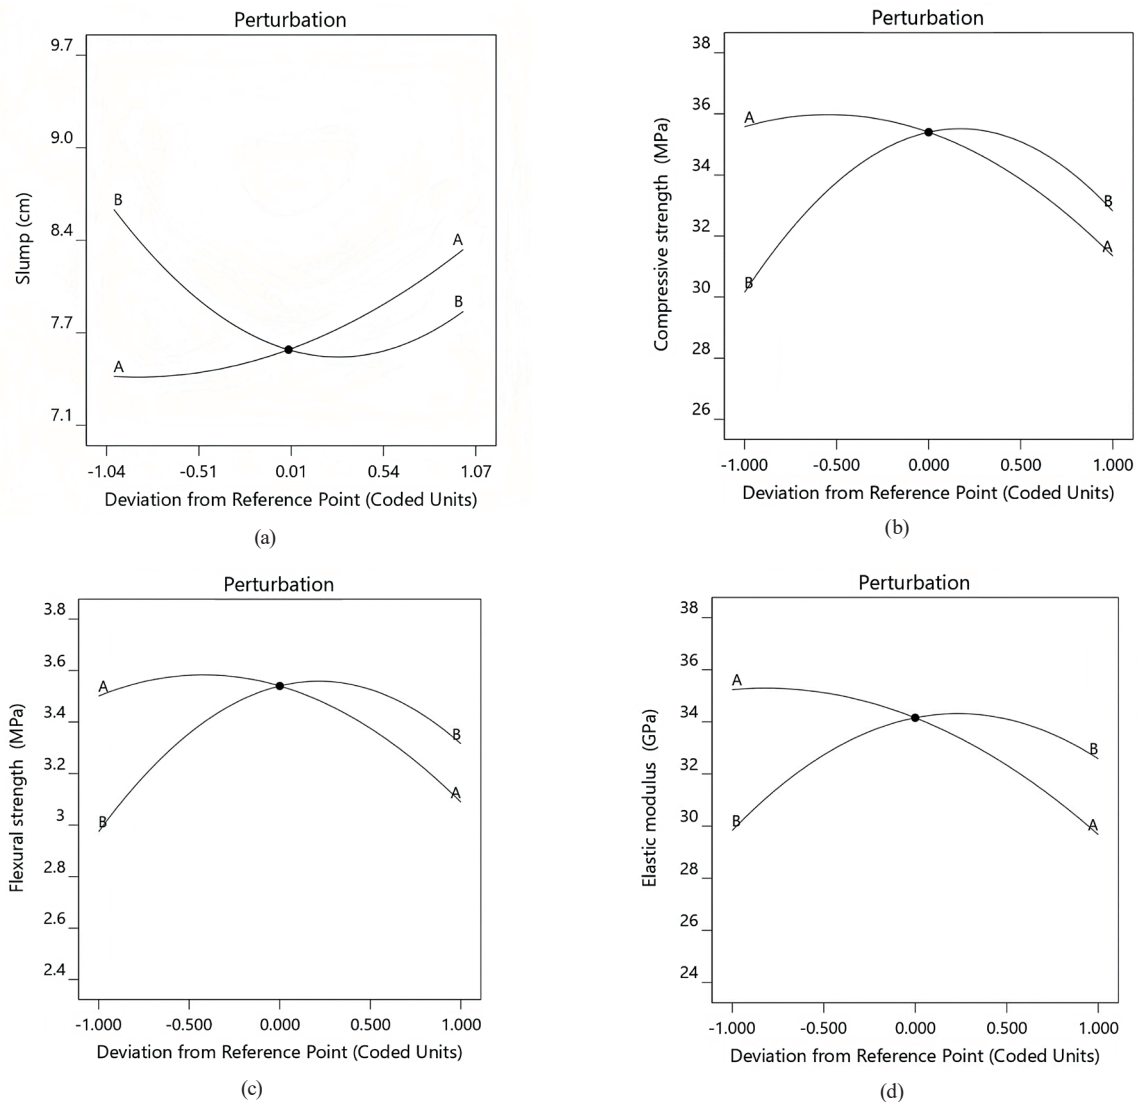 Perturbation
9.7
9.0
8.4
7.7
7.1
Slump (cm)
B
A
A
B
-1.04 -0.51 0.01 0.54 1.07
Deviation from Reference Point (Coded Units)
(a)
Perturbation
38
36
34
32
30
28
26
Compressive strength (MPa)
A
B
B
A
-1.000 -0.500 0.000 0.500 1.000
Deviation from Reference Point (Coded Units)
(b)
Perturbation
3.8
3.6
3.4
3.2
3
2.8
2.6
2.4
Flexural strength (MPa)
A
B
B
A
-1.000 -0.500 0.000 0.500 1.000
Deviation from Reference Point (Coded Units)
(c)
Perturbation
38
36
34
32
30
28
26
24
Elastic modulus (GPa)
A
B
B
A
-1.000 -0.500 0.000 0.500 1.000
Deviation from Reference Point (Coded Units)
(d)